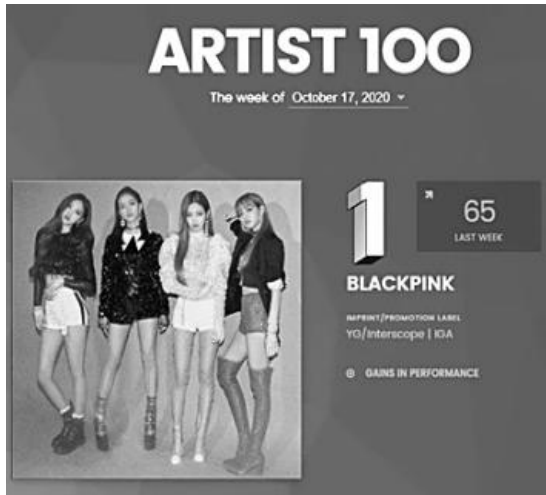 ARTIST 100
The week of October 17, 2020
1
65
LAST WEEK
BLACKPINK
IMPRINT/PROMOTION LABEL
YG/Interscope | IGA
GAINS IN PERFORMANCE